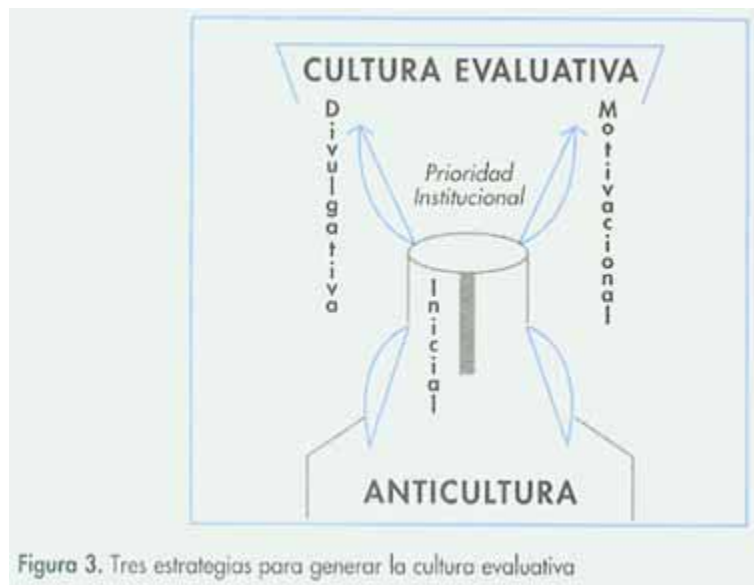 CULTURA EVALUATIVA
Divulgativa
Motivacional
Prioridad
Institucional
Inicial
ANTICULTURA
Figura 3. Tres estrategias para generar la cultura evaluativa